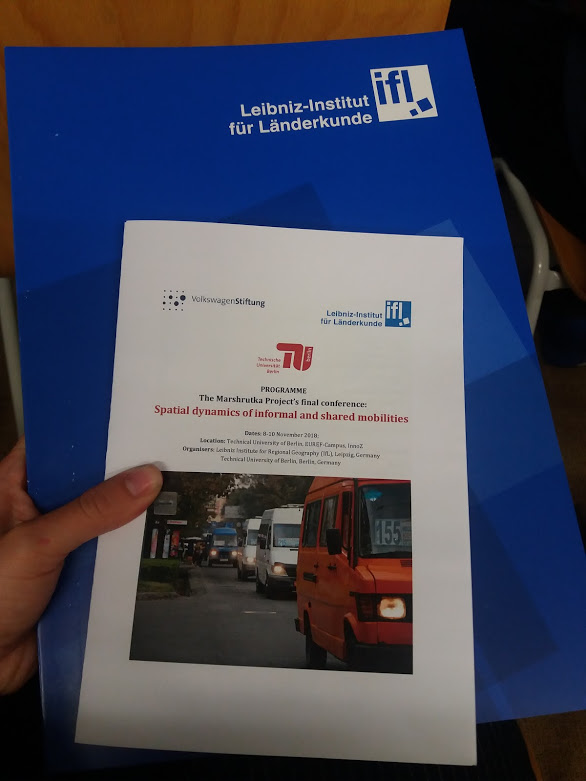 Leibniz-Institut
für Länderkunde
ifl
VolkswagenStiftung
Leibniz-Institut
für Länderkunde
ifl
Technische
Universität
Berlin
berlin
PROGRAMME
The Marshrutka Project's final conference:
Spatial dynamics of informal and shared mobilities
Dates: 8-10 November 2018;
Location: Technical University of Berlin, EUREF-Campus, InnoZ
Organisers: Leibniz Institute for Regional Geography (IfL), Leipzig, Germany
Technical University of Berlin, Berlin, Germany
155